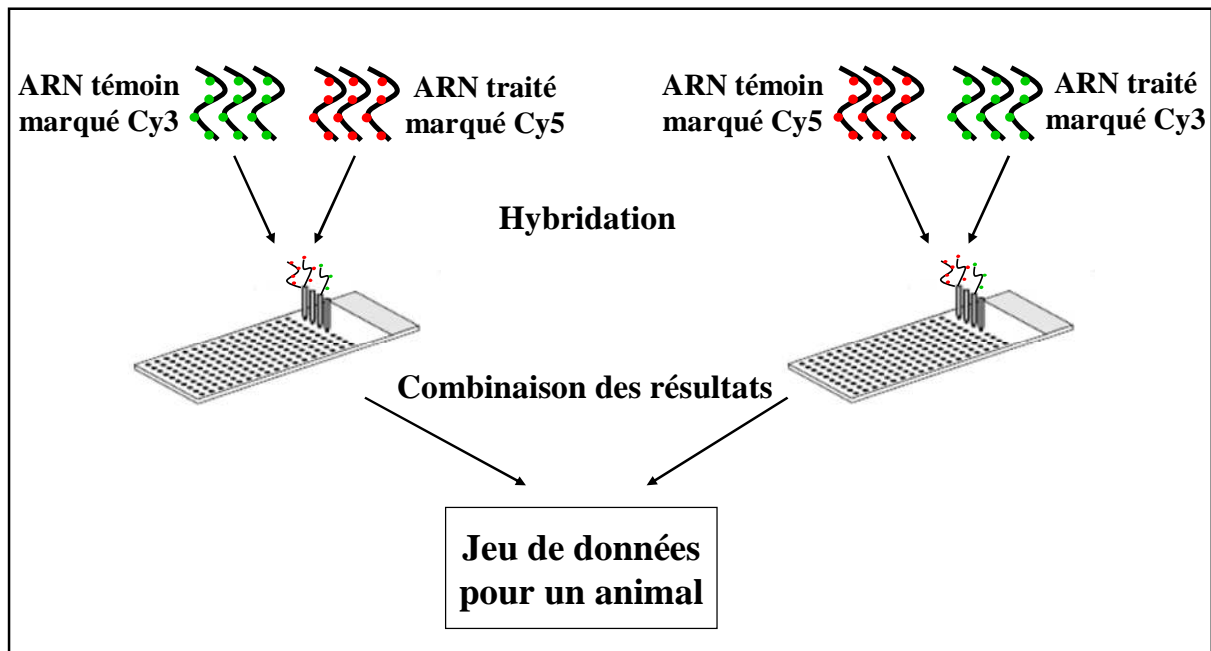 ARN témoin
marqué Cy3
ARN traité
marqué Cy5
ARN témoin
marqué Cy5
ARN traité
marqué Cy3
Hybridation
Combinaison des résultats
Jeu de données
pour un animal